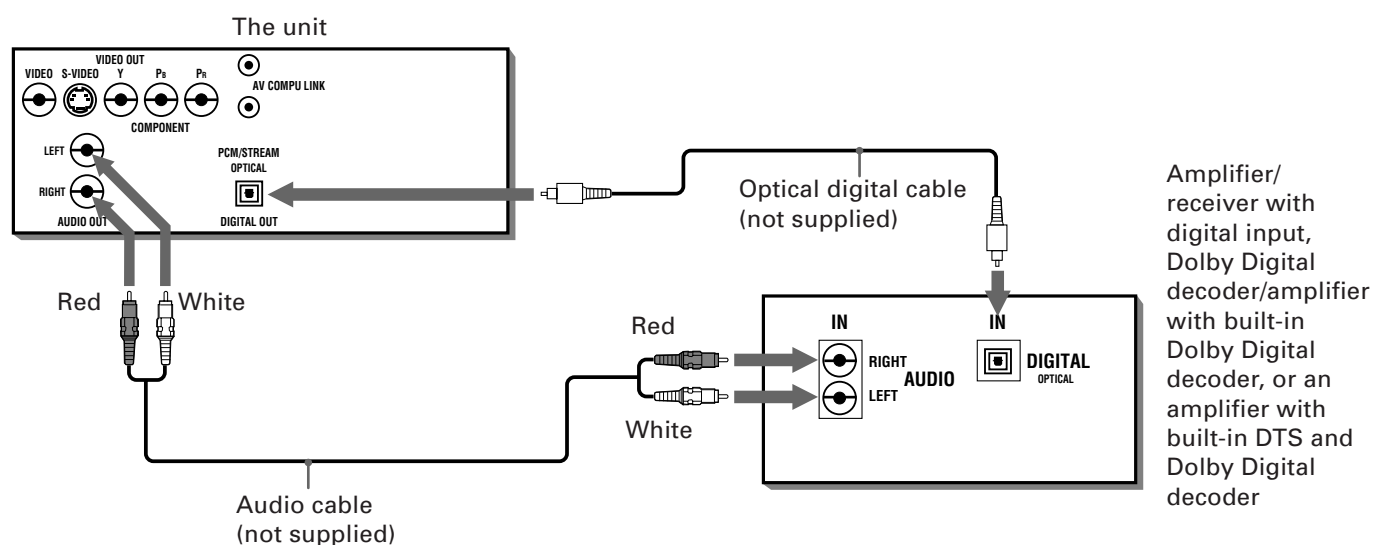 The unit
VIDEO OUT
VIDEO S-VIDEO Y PB PR
AV COMPU LINK
COMPONENT
LEFT
PCM/STREAM
OPTICAL
RIGHT
AUDIO OUT
DIGITAL OUT
Red
White
Optical digital cable
(not supplied)
Audio cable
(not supplied)
Red
White
IN
IN
RIGHT
AUDIO
LEFT
DIGITAL
OPTICAL
Amplifier/
receiver with
digital input,
Dolby Digital
decoder/amplifier
with built-in
Dolby Digital
decoder, or an
amplifier with
built-in DTS and
Dolby Digital
decoder